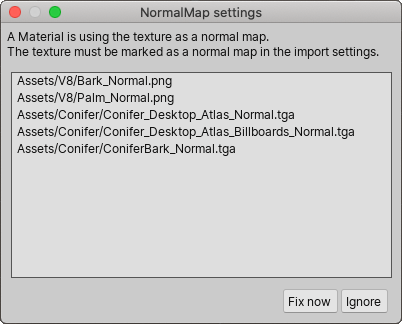 NormalMap settings
A Material is using the texture as a normal map.
The texture must be marked as a normal map in the import settings.
Assets/V8/Bark_Normal.png
Assets/V8/Palm_Normal.png
Assets/Conifer/Conifer_Desktop_Atlas_Normal.tga
Assets/Conifer/Conifer_Desktop_Atlas_Billboards_Normal.tga
Assets/Conifer/ConiferBark_Normal.tga
Fix now Ignore